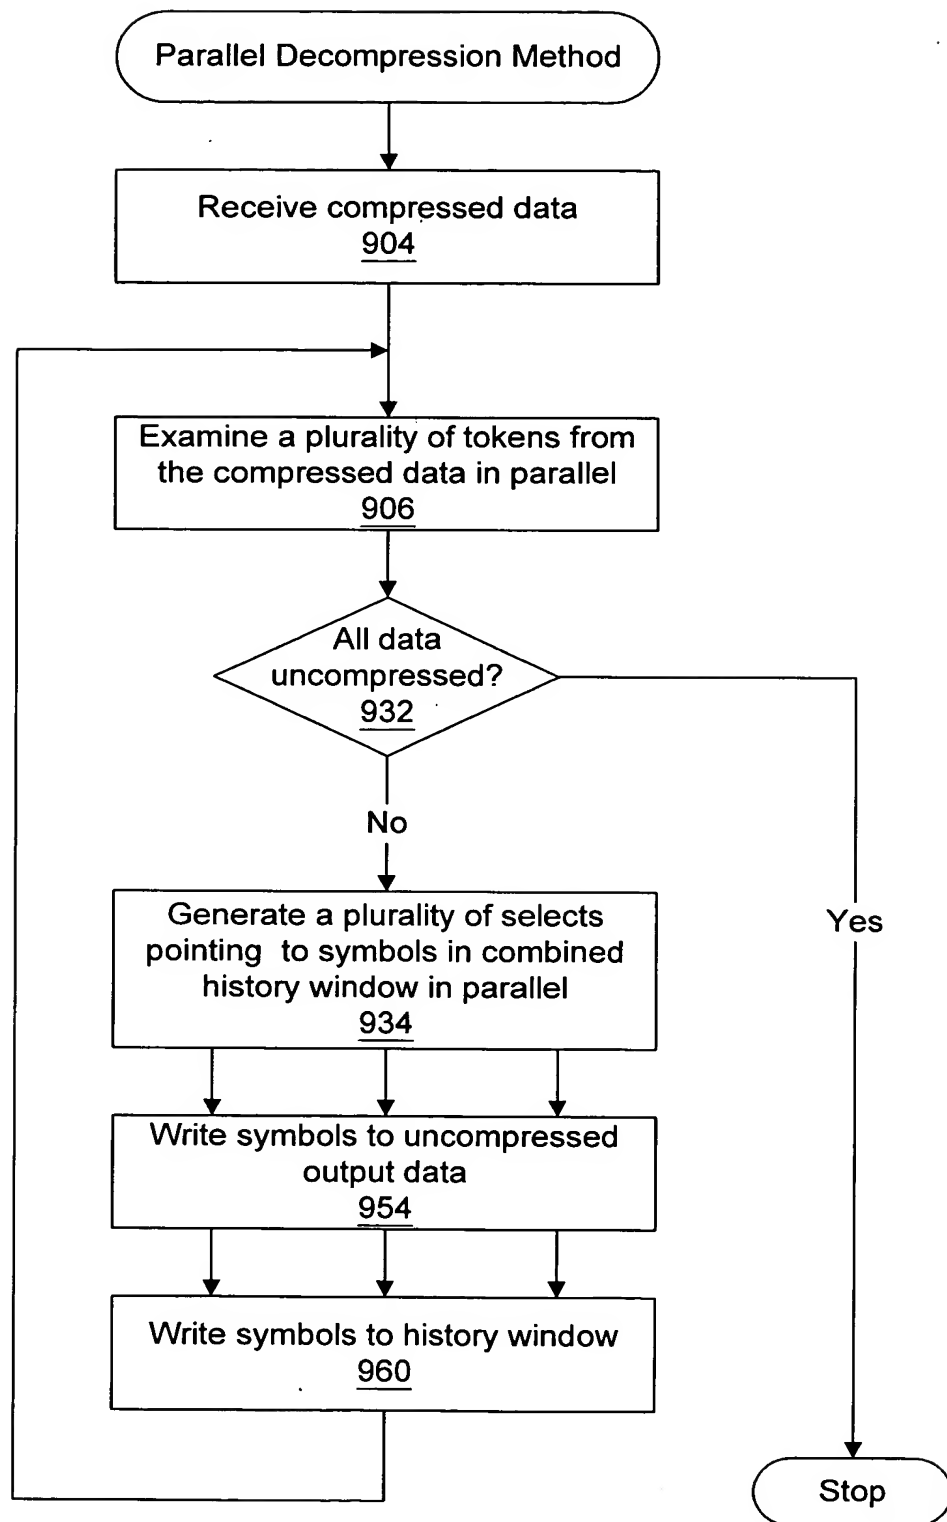 Parallel Decompression Method
Receive compressed data
904
Examine a plurality of tokens from
the compressed data in parallel
906
All data
uncompressed?
932
No
Yes
Generate a plurality of selects
pointing to symbols in combined
history window in parallel
934
Write symbols to uncompressed
output data
954
Write symbols to history window
960
Stop